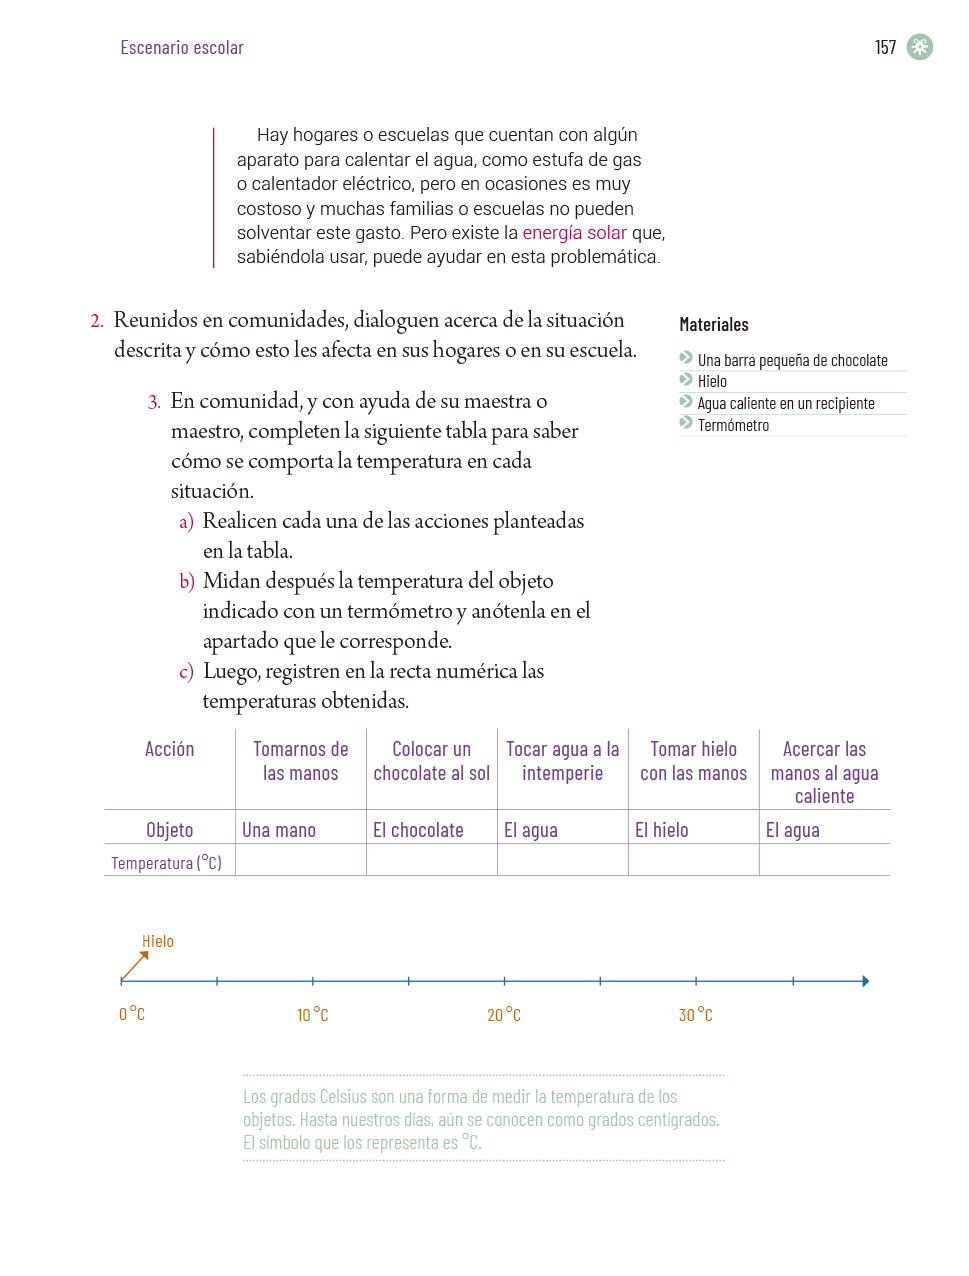 Escenario escolar
157
Hay hogares o escuelas que cuentan con algún
aparato para calentar el agua, como estufa de gas
o calentador eléctrico, pero en ocasiones es muy
costoso y muchas familias o escuelas no pueden
solventar este gasto. Pero existe la energía solar que,
sabiéndola usar, puede ayudar en esta problemática.
2. Reunidos en comunidades, dialoguen acerca de la situación
descrita y cómo esto les afecta en sus hogares o en su escuela.
Materiales
Una barra pequeña de chocolate
Hielo
Agua caliente en un recipiente
Termómetro
3. En comunidad, y con ayuda de su maestra o
maestro, completen la siguiente tabla para saber
cómo se comporta la temperatura en cada
situación.
a) Realicen cada una de las acciones planteadas
en la tabla.
b) Midan después la temperatura del objeto
indicado con un termómetro y anótenla en el
apartado que le corresponde.
c) Luego, registren en la recta numérica las
temperaturas obtenidas.
Acción
Tomarnos de
las manos
Colocar un
chocolate al sol
Tocar agua a la
intemperie
Tomar hielo
con las manos
Acercar las
manos al agua
caliente
Objeto
Una mano
El chocolate
El agua
El hielo
El agua
Temperatura (°C)
Hielo
0 °C
10 °C
20 °C
30 °C
Los grados Celsius son una forma de medir la temperatura de los
objetos. Hasta nuestros días, aún se conocen como grados centígrados.
El símbolo que los representa es °C.